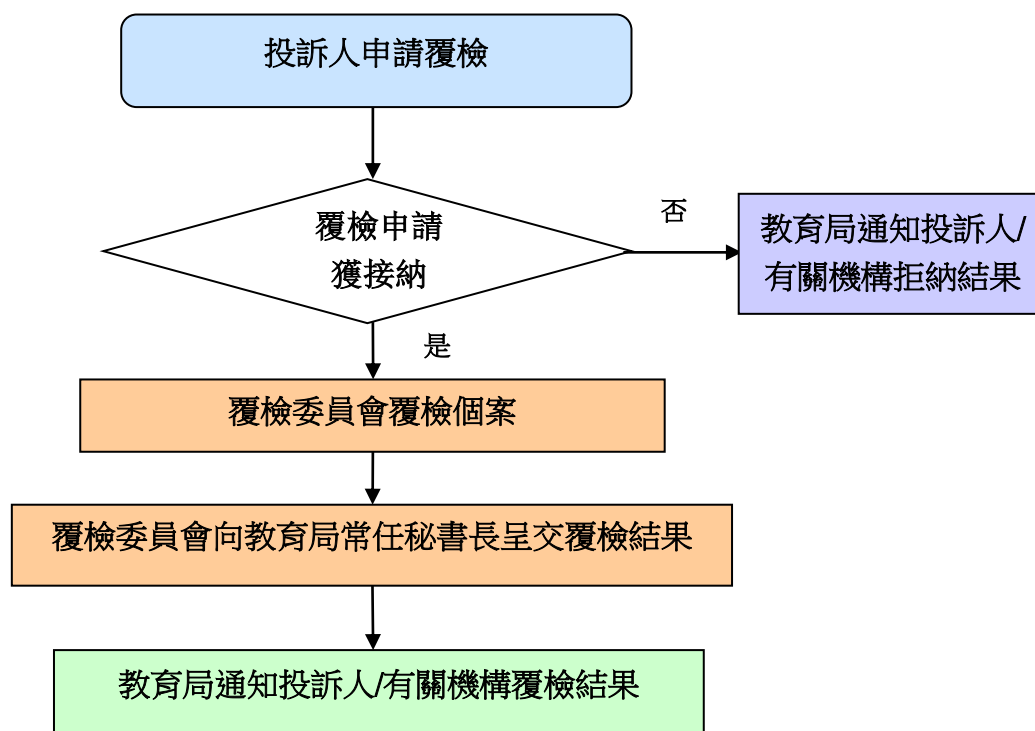 投訴人申請覆檢
覆檢申請
獲接納
否
教育局通知投訴人/
有關機構拒納結果
是
覆檢委員會覆檢個案
覆檢委員會向教育局常任秘書長呈交覆檢結果
教育局通知投訴人/有關機構覆檢結果